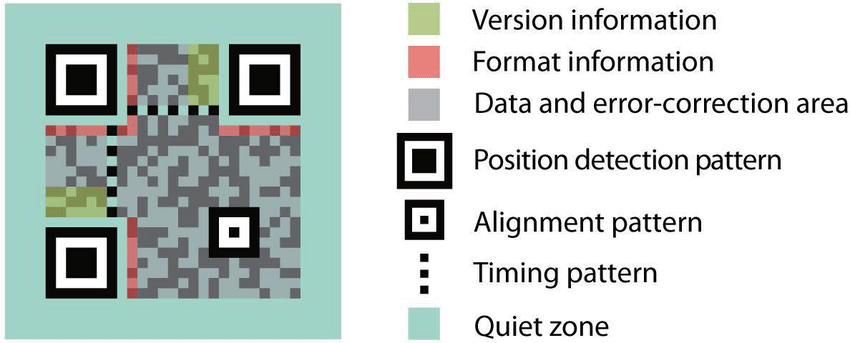 Version information
Format information
Data and error-correction area
Position detection pattern
Alignment pattern
Timing pattern
Quiet zone